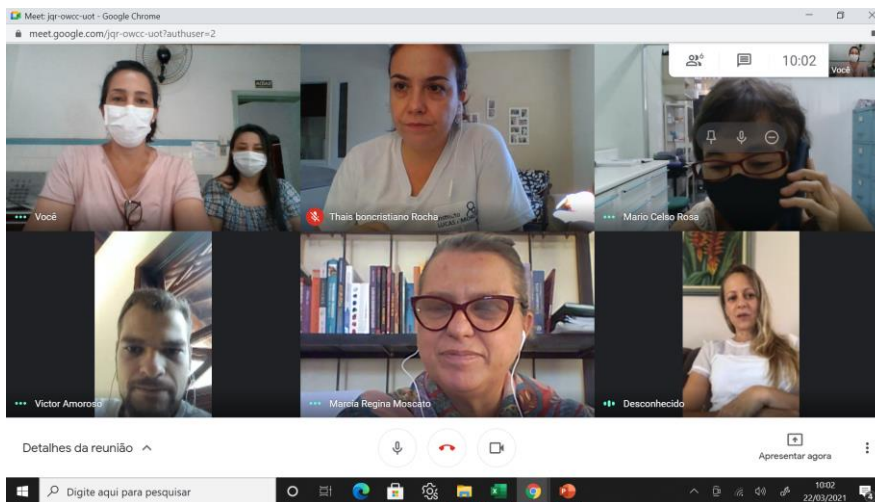 Meet: jqr-owcc-uot - Google Chrome
meet.google.com/jqr-owcc-uot?authuser=2
6
10:02
Você
Você
Thais boncristiano Rocha
Mario Celso Rosa
Victor Amoroso
Marcia Regina Moscato
Desconhecido
Detalhes da reunião
Apresentar agora
Digite aqui para pesquisar
10:02
22/03/2021
4